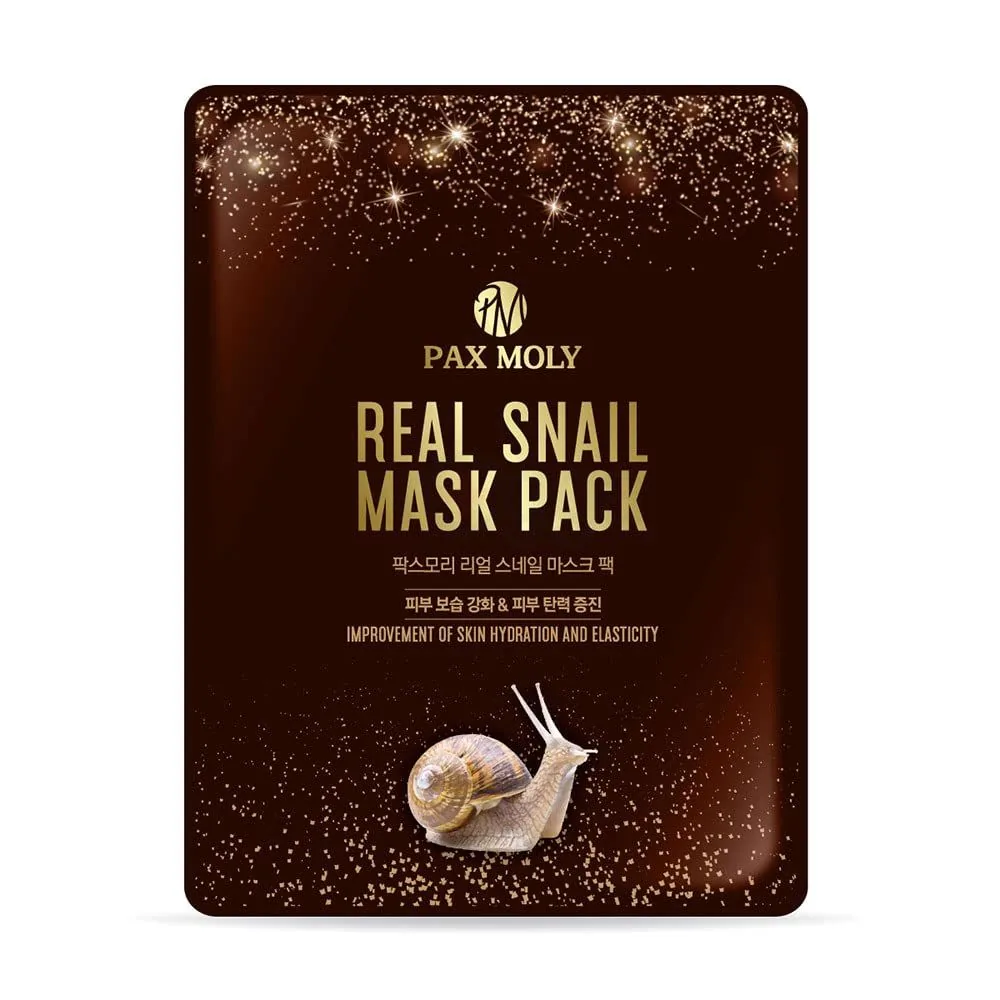 PM
PAX MOLY
REAL SNAIL
MASK PACK
팍스모리 리얼 스네일 마스크 팩
피부 보습 강화 & 피부 탄력 증진
IMPROVEMENT OF SKIN HYDRATION AND ELASTICITY